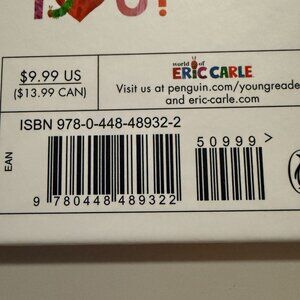 $9.99 US
($13.99 CAN)
world of
ERIC CARLE
Visit us at penguin.com/youngreade
and eric-carle.com
ISBN 978-0-448-48932-2
50999>
EAN
9 780448 489322